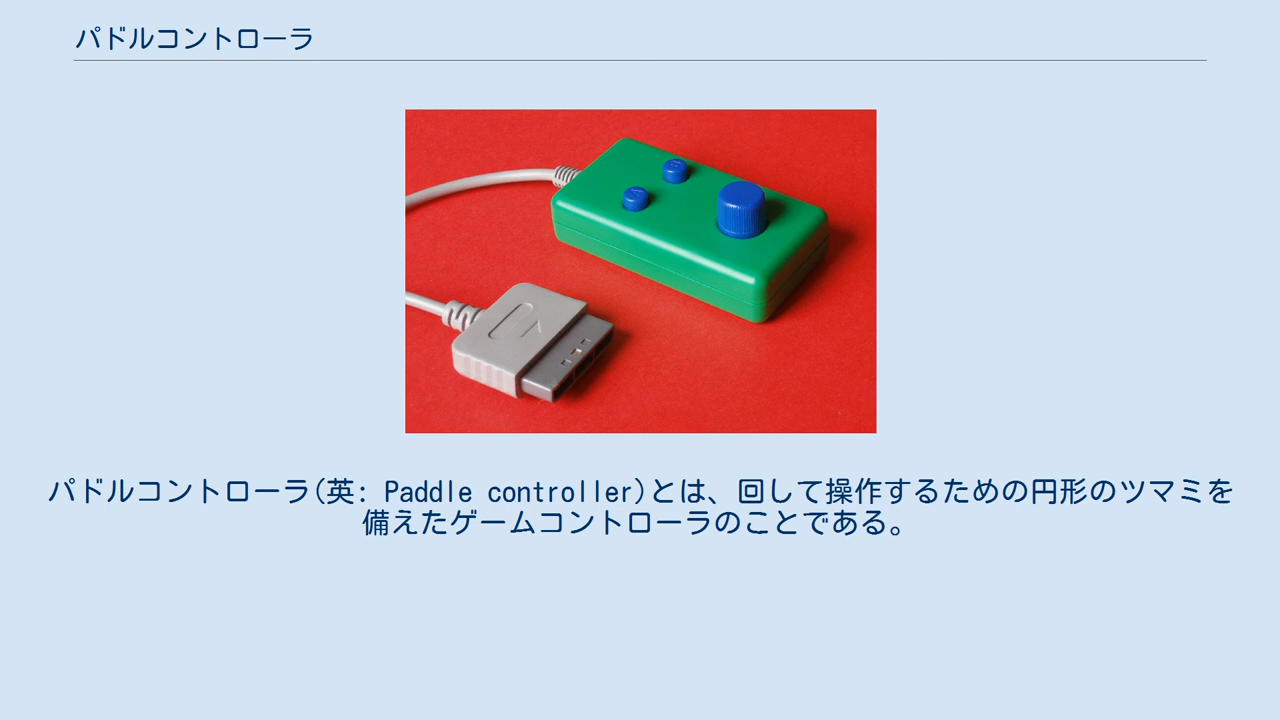 パドルコントローラ
パドルコントローラ(英: Paddle controller)とは、回して操作するための円形のツマミを
備えたゲームコントローラのことである。